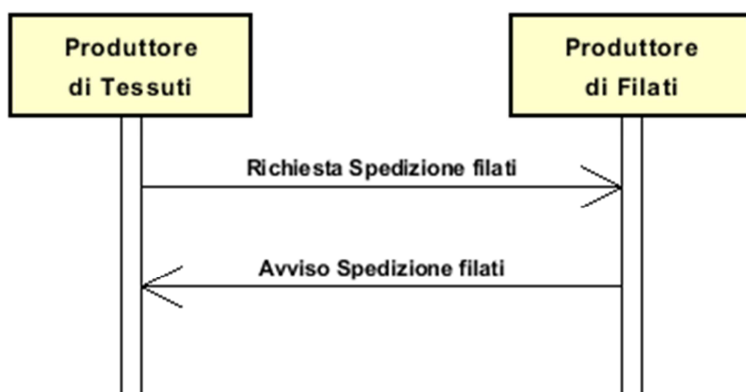 Produttore
di Tessuti
Produttore
di Filati
Richiesta Spedizione filati
Avviso Spedizione filati